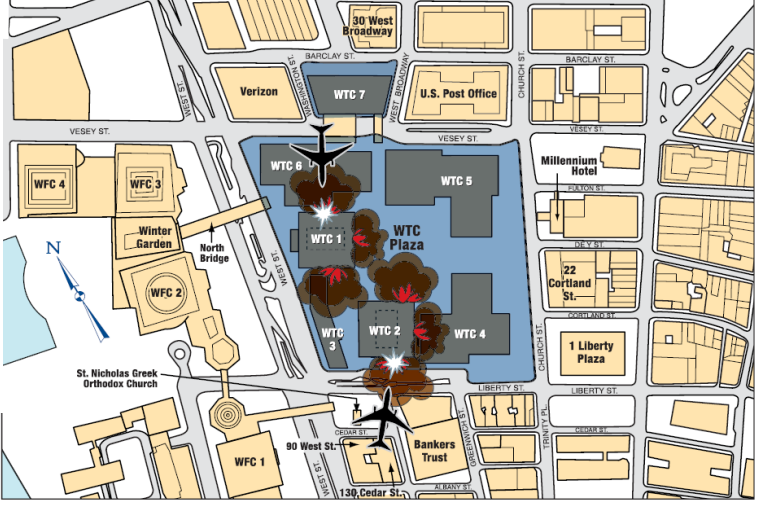 30 West
Broadway
BARCLAY ST.
BARCLAY ST.
WEST ST.
WASHINGTON ST.
WEST BROADWAY
CHURCH ST.
Verizon
WTC 7
U.S. Post Office
VESEY ST.
VESEY ST.
VESEY ST.
WTC 6
WTC 5
Millennium
Hotel
WFC 4
WFC 3
FULTON ST.
Winter
Garden
North
Bridge
WTC 1
WTC
Plaza
DEY ST.
N
WEST ST.
22
Cortland
St.
WFC 2
CORTLAND ST.
WTC
3
WTC 2
WTC 4
CHURCH ST.
1 Liberty
Plaza
St. Nicholas Greek
Orthodox Church
LIBERTY ST.
LIBERTY ST.
CEDAR ST.
CEDAR ST.
90 West St.
Bankers
Trust
GREENWICH ST.
TRINITY PL.
WFC 1
WEST ST.
130 Cedar St.
ALBANY ST.